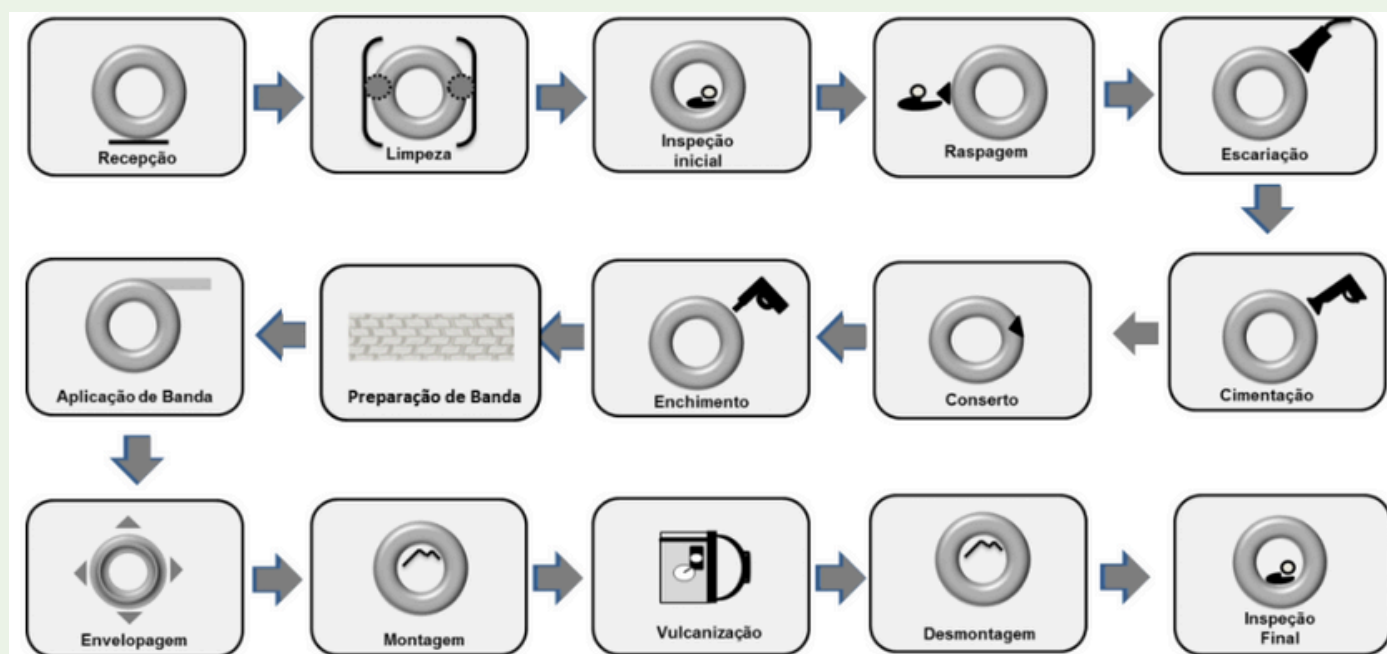 Recepção
Limpeza
Inspeção
inicial
Raspagem
Escariação
Aplicação de Banda
Preparação de Banda
Enchimento
Conserto
Cimentação
Envelopagem
Montagem
Vulcanização
Desmontagem
Inspeção
Final